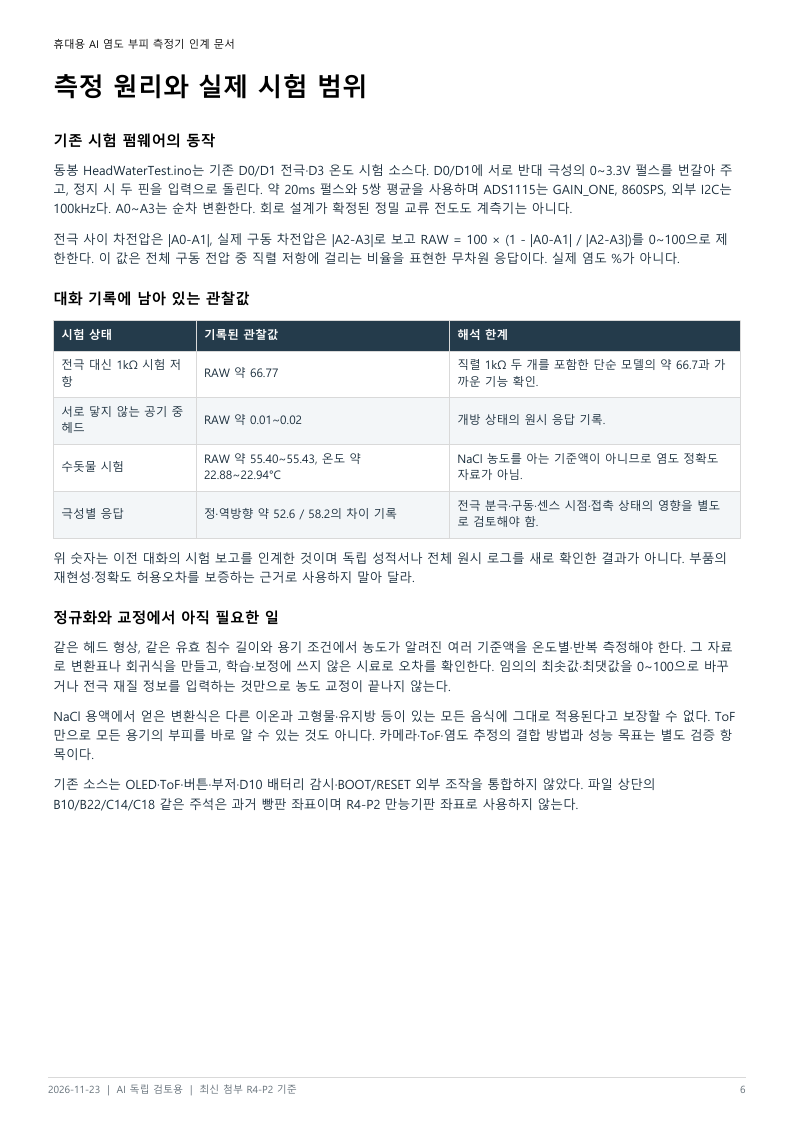 휴대용 AI 염도 부피 측정기 인계 문서
측정 원리와 실제 시험 범위
기존 시험 펌웨어의 동작
동봉 HeadWaterTest.ino는 기존 D0/D1 전극·D3 온도 시험 소스다. D0/D1에 서로 반대 극성의 0~3.3V 펄스를 번갈아 주
고, 정지 시 두 핀을 입력으로 돌린다. 약 20ms 펄스와 5쌍 평균을 사용하며 ADS1115는 GAIN_ONE, 860SPS, 외부 I2C는
100kHz다. A0~A3는 순차 변환한다. 회로 설계가 확정된 정밀 교류 전도도 계측기는 아니다.
전극 사이 차전압은 |A0-A1|, 실제 구동 차전압은 |A2-A3|로 보고 RAW = 100 × (1 - |A0-A1| / |A2-A3|)를 0~100으로 제
한한다. 이 값은 전체 구동 전압 중 직렬 저항에 걸리는 비율을 표현한 무차원 응답이다. 실제 염도 %가 아니다.
대화 기록에 남아 있는 관찰값
시험 상태 기록된 관찰값 해석 한계
전극 대신 1kΩ 시험 저
항
RAW 약 66.77
직렬 1kΩ 두 개를 포함한 단순 모델의 약 66.7과 가
까운 기능 확인.
서로 닿지 않는 공기 중
헤드
RAW 약 0.01~0.02
개방 상태의 원시 응답 기록.
수돗물 시험
RAW 약 55.40~55.43, 온도 약
22.88~22.94°C
NaCl 농도를 아는 기준액이 아니므로 염도 정확도
자료가 아님.
극성별 응답
정·역방향 약 52.6 / 58.2의 차이 기록
전극 분극·구동·센스 시점·접촉 상태의 영향을 별도
로 검토해야 함.
위 숫자는 이전 대화의 시험 보고를 인계한 것이며 독립 성적서나 전체 원시 로그를 새로 확인한 결과가 아니다. 부품의
재현성·정확도 허용오차를 보증하는 근거로 사용하지 말아 달라.
정규화와 교정에서 아직 필요한 일
같은 헤드 형상, 같은 유효 침수 길이와 용기 조건에서 농도가 알려진 여러 기준액을 온도별·반복 측정해야 한다. 그 자료
로 변환표나 회귀식을 만들고, 학습·보정에 쓰지 않은 시료로 오차를 확인한다. 임의의 최솟값·최댓값을 0~100으로 바꾸
거나 전극 재질 정보를 입력하는 것만으로 농도 교정이 끝나지 않는다.
NaCl 용액에서 얻은 변환식은 다른 이온과 고형물·유지방 등이 있는 모든 음식에 그대로 적용된다고 보장할 수 없다. ToF
만으로 모든 용기의 부피를 바로 알 수 있는 것도 아니다. 카메라·ToF·염도 추정의 결합 방법과 성능 목표는 별도 검증 항
목이다.
기존 소스는 OLED·ToF·버튼·부저·D10 배터리 감시·BOOT/RESET 외부 조작을 통합하지 않았다. 파일 상단의
B10/B22/C14/C18 같은 주석은 과거 빵판 좌표이며 R4-P2 만능기판 좌표로 사용하지 않는다.
2026-11-23 | AI 독립 검토용 | 최신 첨부 R4-P2 기준 6